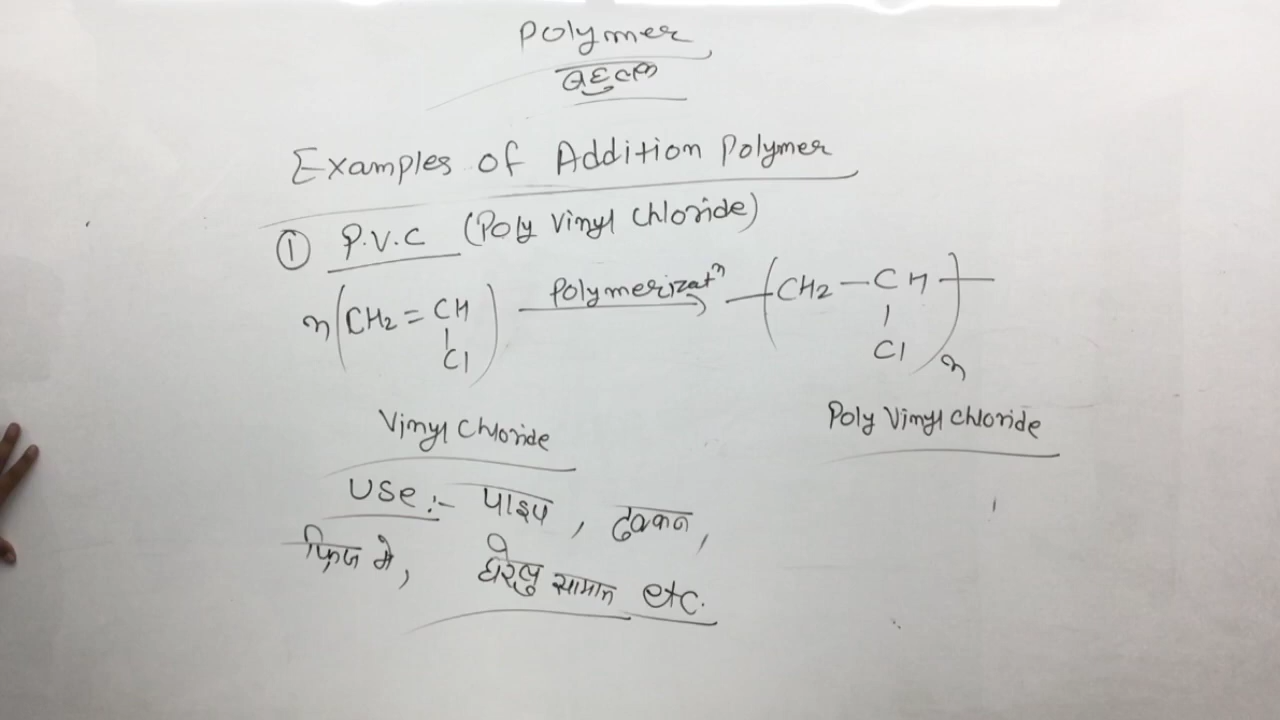 Polymer
बहुलक
Examples of Addition Polymer
① P.V.C (Poly Vinyl Chloride)
n(CH₂ = CH
|
Cl) Polymerizatⁿ → -(CH₂ — CH
|
Cl)-n
Vinyl Chloride
Poly Vinyl Chloride
Use :- पाइप, ढक्कन,
फ्रिज मे, घरेलु सामान etc.